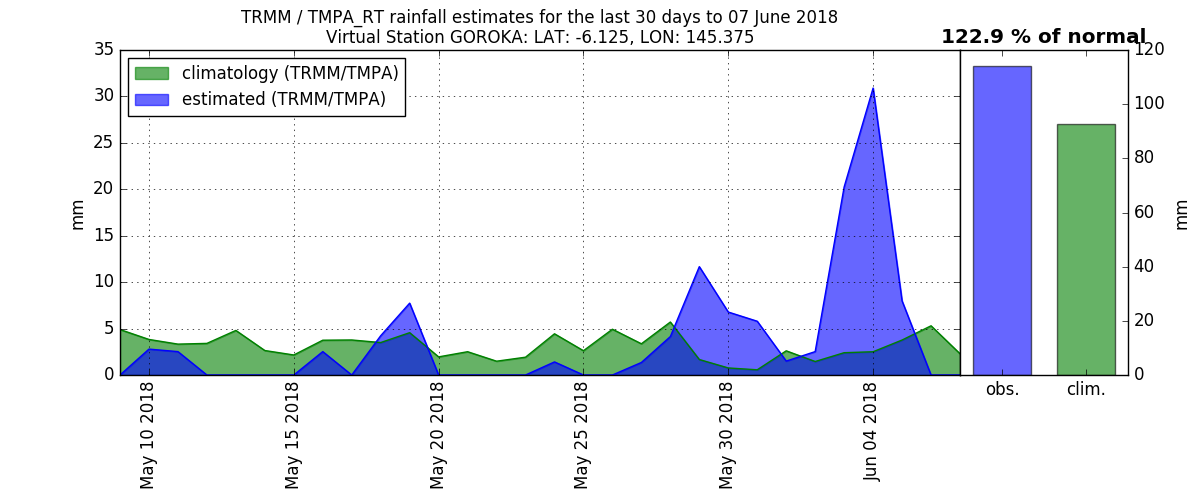 TRMM / TMPA_RT rainfall estimates for the last 30 days to 07 June 2018
Virtual Station GOROKA: LAT: -6.125, LON: 145.375
122.9 % of normal
climatology (TRMM/TMPA)
estimated (TRMM/TMPA)
35
30
25
20
15
10
5
0
mm
May 10 2018
May 15 2018
May 20 2018
May 25 2018
May 30 2018
Jun 04 2018
120
100
80
60
40
20
0
mm
obs.
clim.